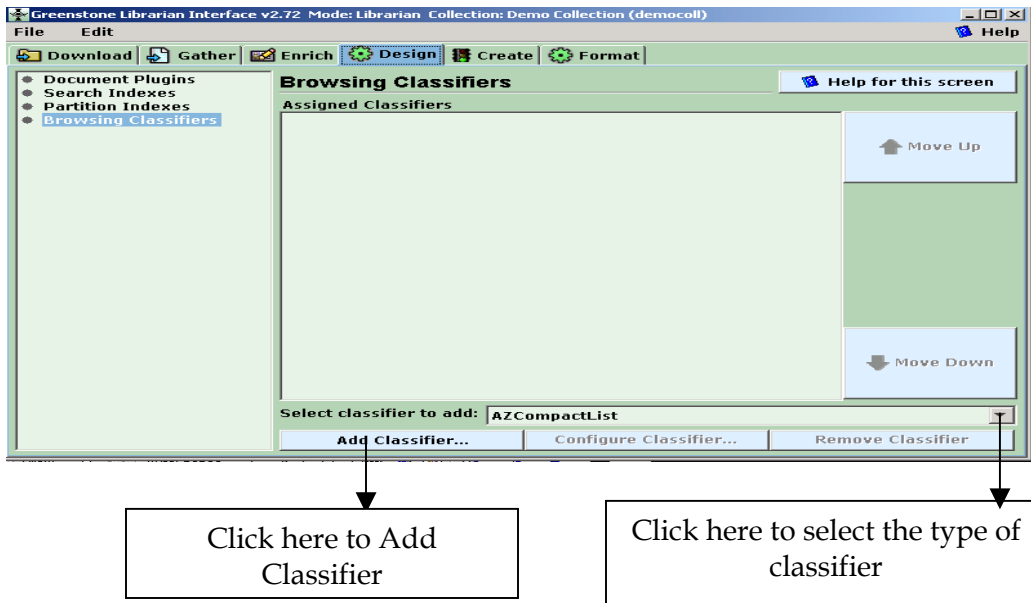 Greenstone Librarian Interface v2.72 Mode: Librarian Collection: Demo Collection (democoll)
File Edit Help
Download Gather Enrich Design Create Format
Document Plugins
Search Indexes
Partition Indexes
Browsing Classifiers
Browsing Classifiers
Help for this screen
Assigned Classifiers
Move Up
Move Down
Select classifier to add: AZCompactList
Add Classifier... Configure Classifier... Remove Classifier
Click here to Add
Classifier
Click here to select the type of
classifier